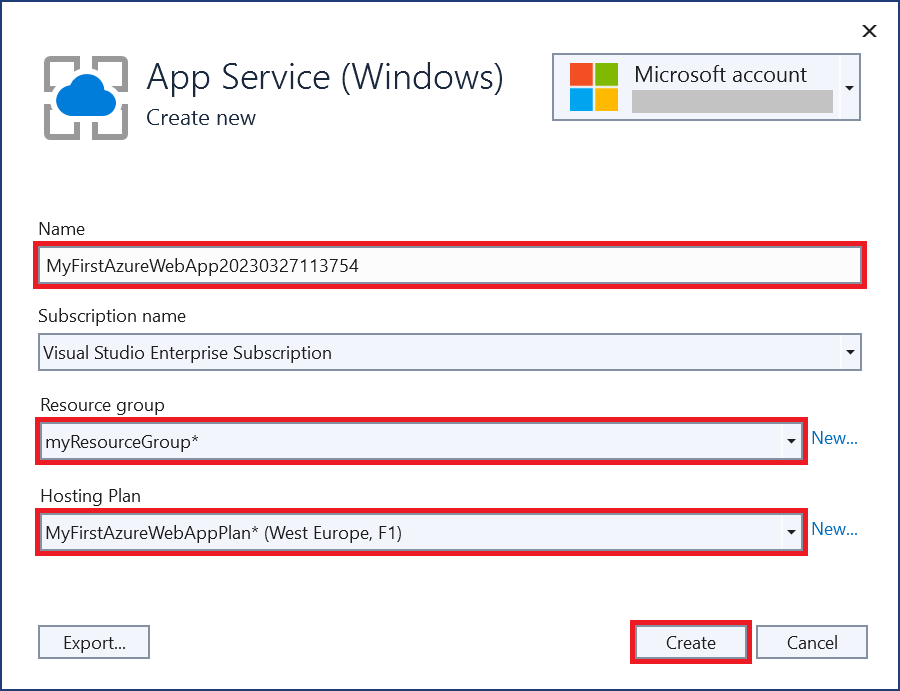 App Service (Windows)
Create new
Microsoft account
Name
MyFirstAzureWebApp20230327113754
Subscription name
Visual Studio Enterprise Subscription
Resource group
myResourceGroup*
New...
Hosting Plan
MyFirstAzureWebAppPlan* (West Europe, F1)
New...
Export...
Create
Cancel